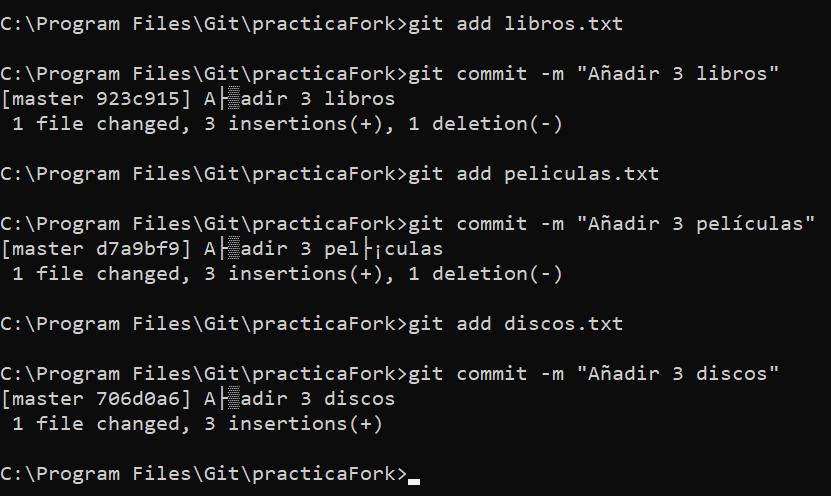 C:\Program Files\Git\practicaFork>git add libros.txt
C:\Program Files\Git\practicaFork>git commit -m "Añadir 3 libros"
[master 923c915] A├▒adir 3 libros
 1 file changed, 3 insertions(+), 1 deletion(-)
C:\Program Files\Git\practicaFork>git add peliculas.txt
C:\Program Files\Git\practicaFork>git commit -m "Añadir 3 películas"
[master d7a9bf9] A├▒adir 3 pel├¡culas
 1 file changed, 3 insertions(+), 1 deletion(-)
C:\Program Files\Git\practicaFork>git add discos.txt
C:\Program Files\Git\practicaFork>git commit -m "Añadir 3 discos"
[master 706d0a6] A├▒adir 3 discos
 1 file changed, 3 insertions(+)
C:\Program Files\Git\practicaFork>